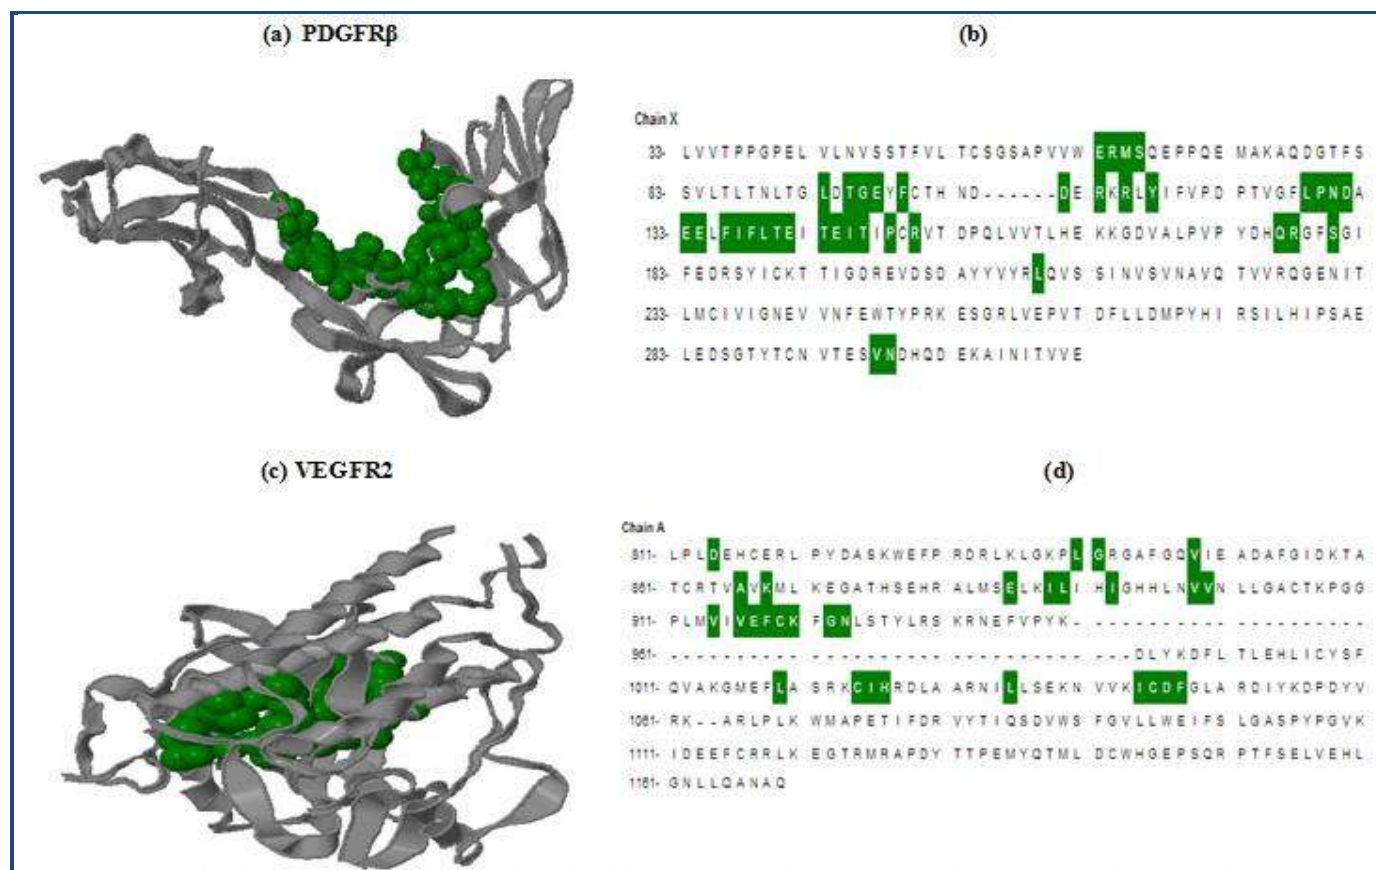 (a) PDGFRβ
(b)
Chain X
33- LVVTPPGPEL VLNVSSTFVL TCSGSAPVVW ERMSQEPPQE MAKAQDGTFS
83- SVLTLTNLTG LDTGEYFCTH ND------DE RKRLYIFVPD PTVGFLPNDA
133- EELFIFLTEI TEITIPCRVT DPQLVVTLHE KKGDVALPVP YDHQRGFSGI
183- FEDRSYICKT TIGDREVDSD AYYVYRLQVS SINVSVNAVQ TVVRQGENIT
233- LMCIVIGNEV VNFEWTYPRK ESGRLVEPVT DFLLDMPYHI RSILHIPSAE
283- LEDSGTYTCN VTESVNDHQD EKAINITVVE
(c) VEGFR2
(d)
Chain A
811- LPLDEHCERL PYDASKWEFP RDRLKLGKPL GRGAFGQVIE ADAFGIDKTA
861- TCRTVAVKML KEGATHSEHR ALMSELKILI HIGHHLNVVN LLGACTKPGG
911- PLMVIVEFCK FGNLSTYLRS KRNEFVPYK- ---------- ----------
961- ---------- ---------- ---------- ---DLYKDFL TLEHLICYSF
1011- QVAKGMEFLA SRKCIHRDLA ARNILLSEKN VVKICDFGLA RDIYKDPDYV
1061- RK--ARLPLK WMAPETIFDR VYTIQSDVWS FGVLLWEIFS LGASPYPGVK
1111- IDEEFCRRLK EGTRMRAPDY TTPEMYQTML DCWHGEPSQR PTFSELVEHL
1161- GNLLQANAQ